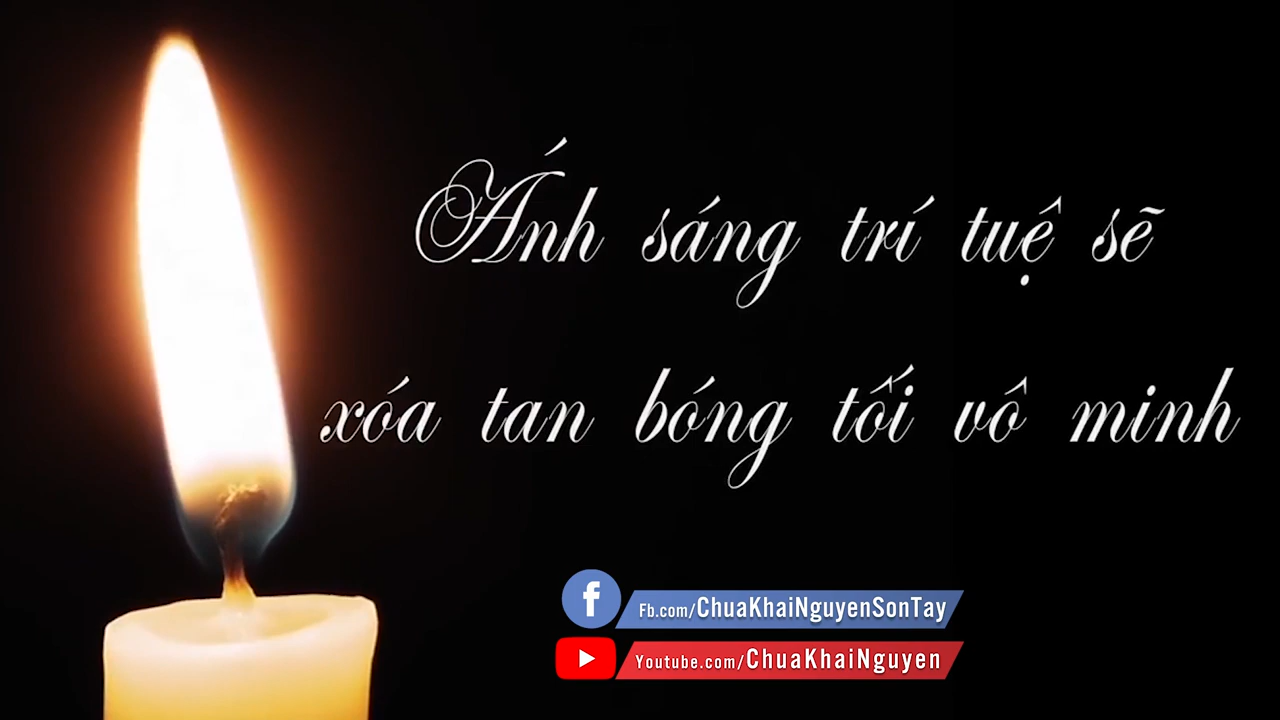 Ánh sáng trí tuệ sẽ
xóa tan bóng tối vô minh
Fb.com/ChuaKhaiNguyenSonTay
Youtube.com/ChuaKhaiNguyen